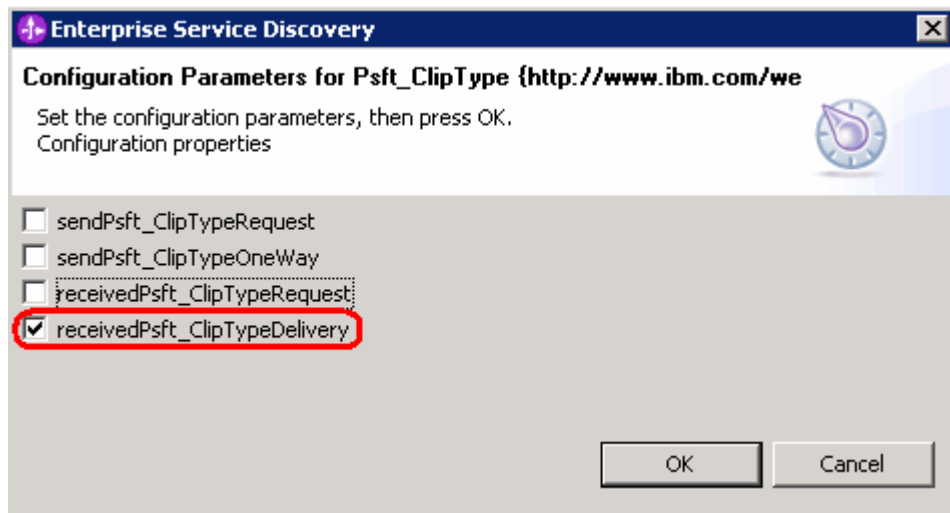 Enterprise Service Discovery
Configuration Parameters for Psft_ClipType {http://www.ibm.com/we
Set the configuration parameters, then press OK.
Configuration properties
sendPsft_ClipTypeRequest
sendPsft_ClipTypeOneWay
receivedPsft_ClipTypeRequest
receivedPsft_ClipTypeDelivery
OK
Cancel